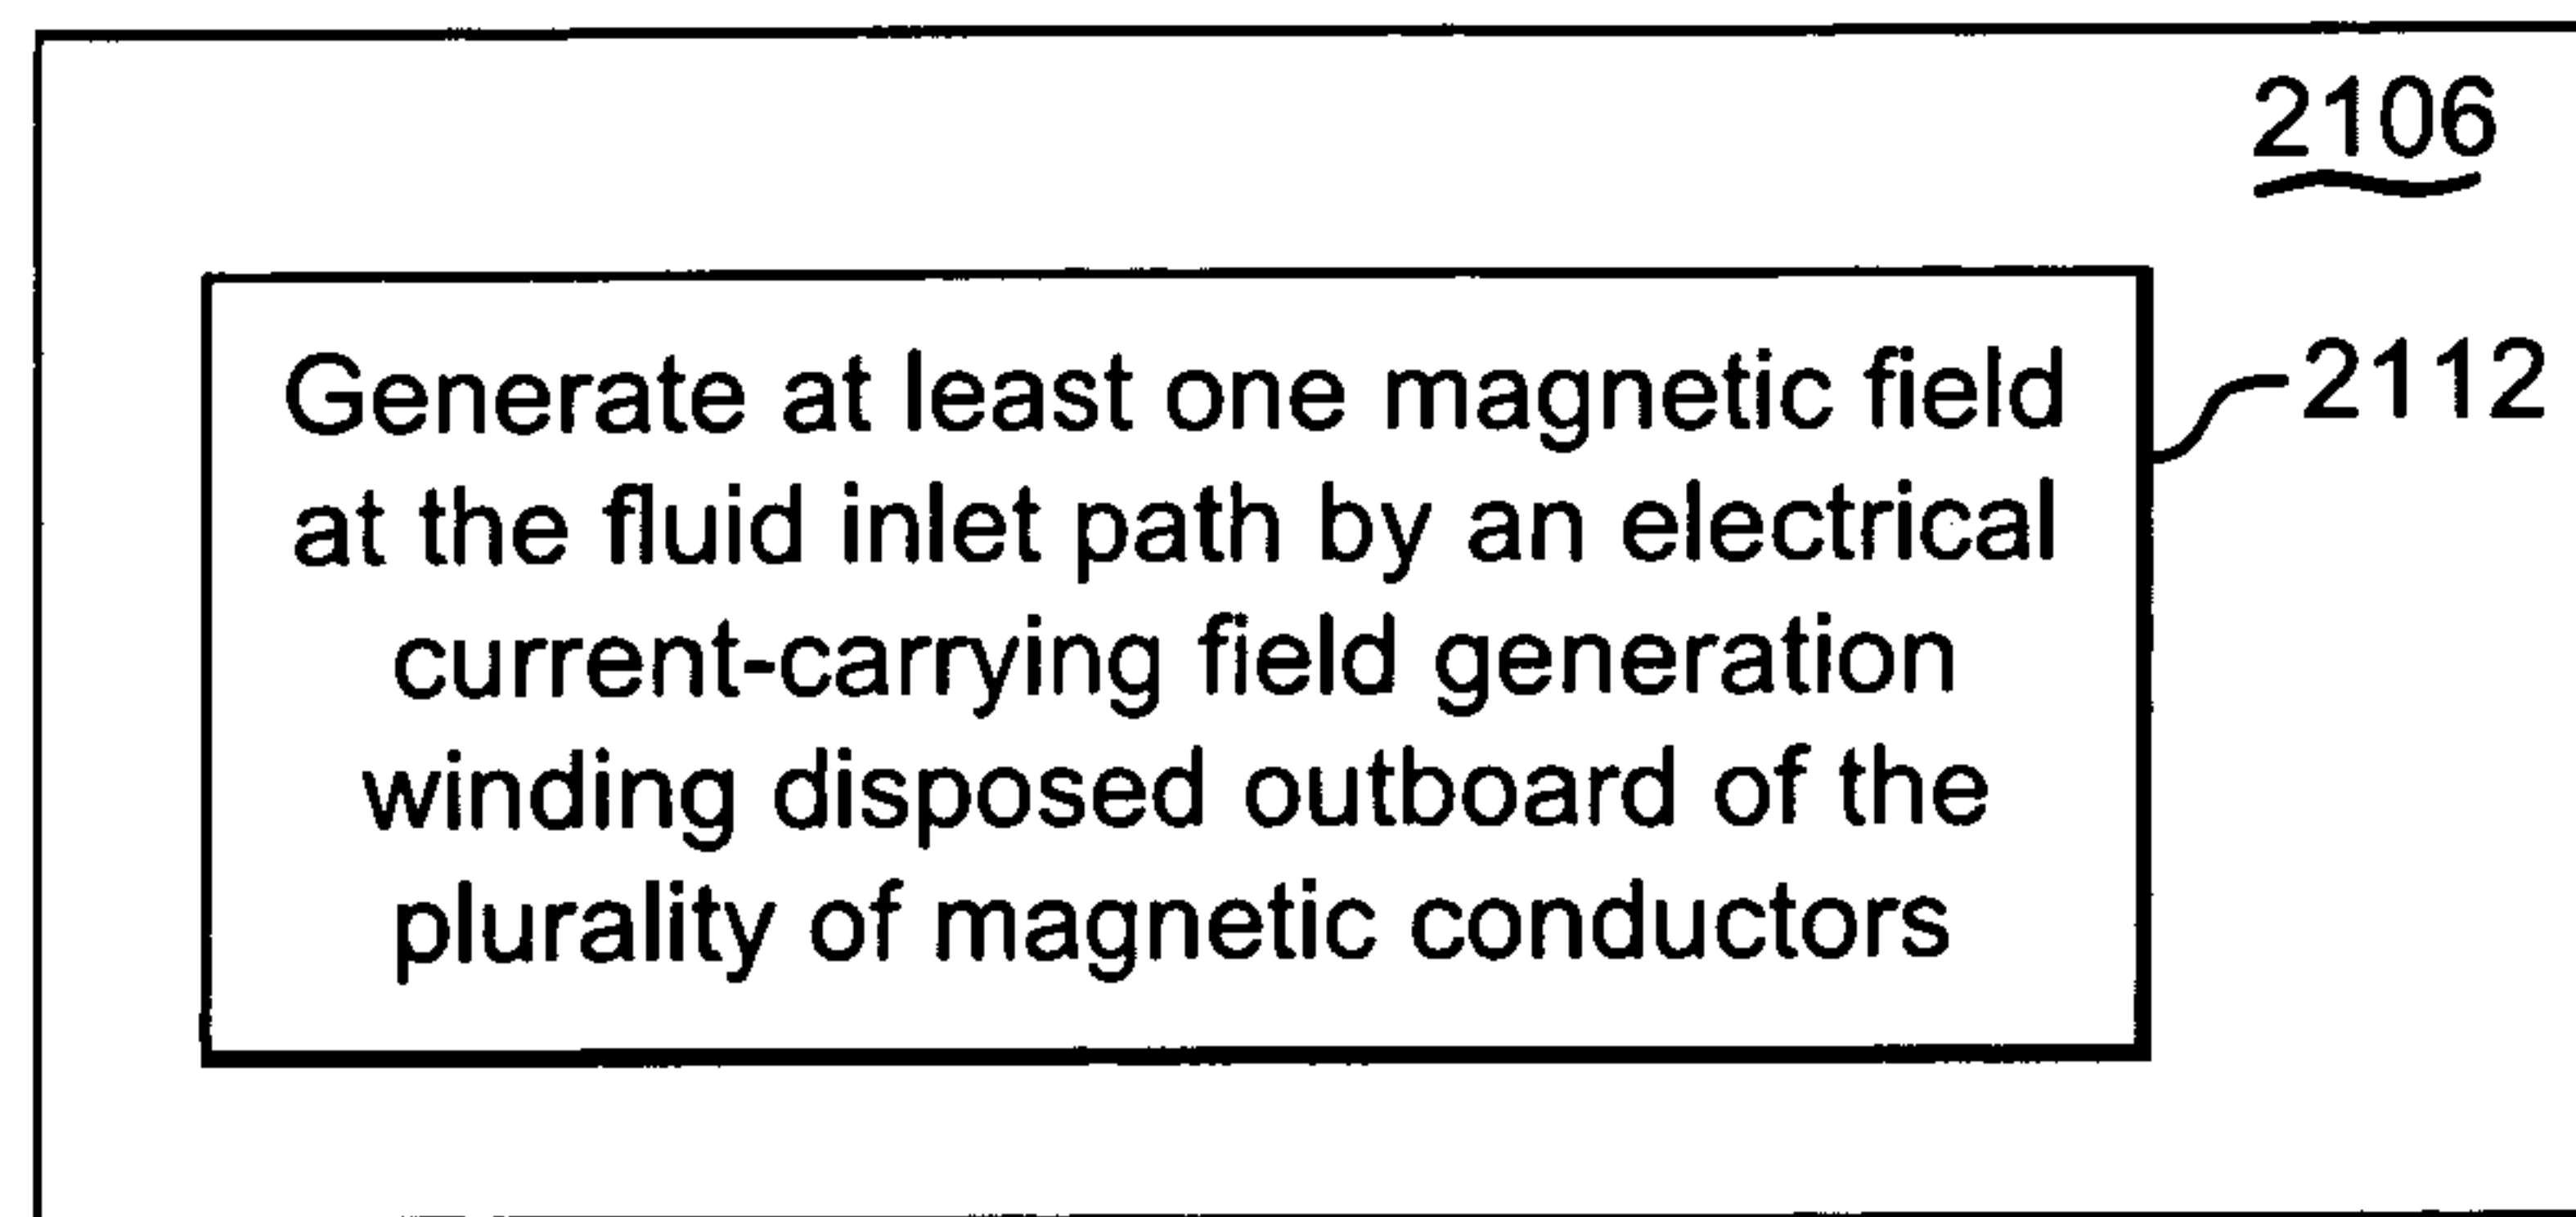 2106
Generate at least one magnetic field
2112
at the fluid inlet path by an electrical
current-carrying field generation
winding disposed outboard of the
plurality of magnetic conductors